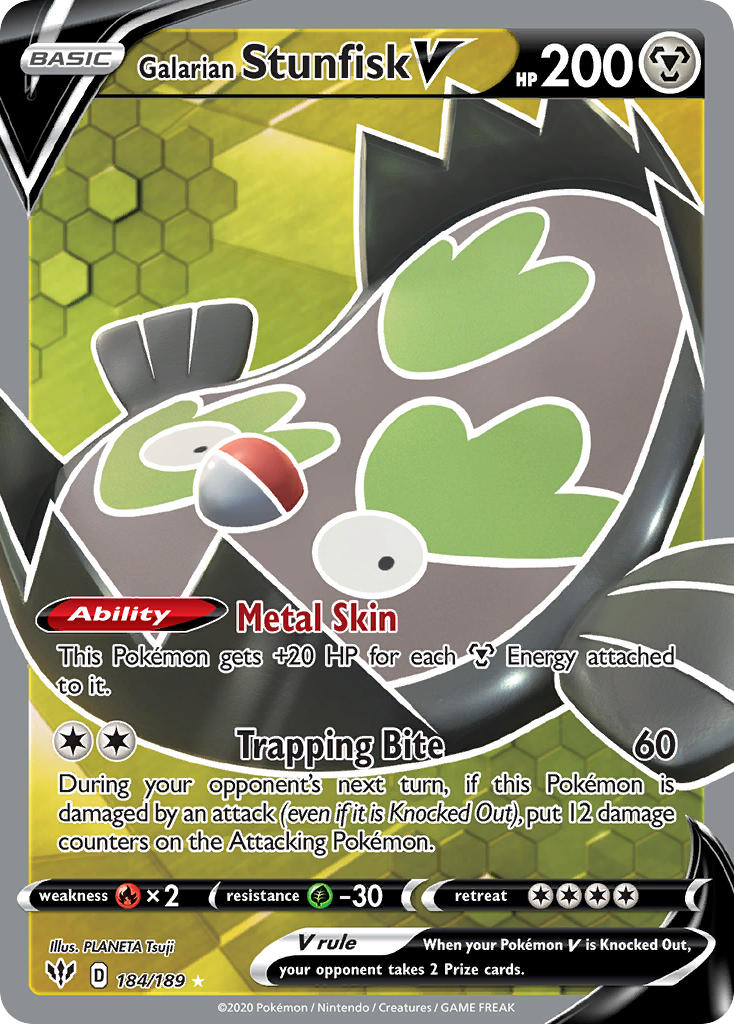 BASIC Galarian Stunfisk V HP 200
Ability Metal Skin
This Pokémon gets +20 HP for each Energy attached
to it.
Trapping Bite 60
During your opponent's next turn, if this Pokémon is
damaged by an attack (even if it is Knocked Out), put 12 damage
counters on the Attacking Pokémon.
weakness ×2 resistance -30 retreat
Illus. PLANETA Tsuji
V rule When your Pokémon V is Knocked Out,
your opponent takes 2 Prize cards.
D 184/189
©2020 Pokémon / Nintendo / Creatures / GAME FREAK